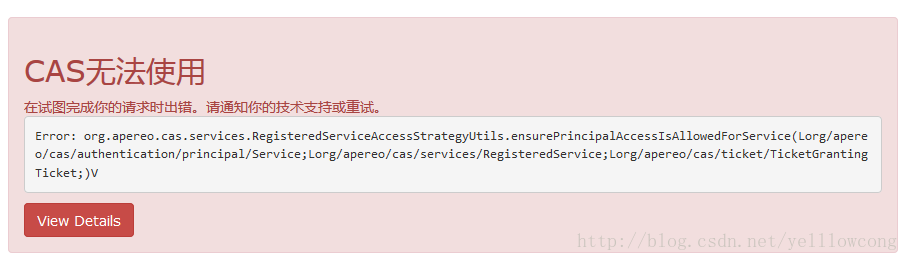 CAS无法使用
在试图完成你的请求时出错。请通知你的技术支持或重试。
Error: org.apereo.cas.services.RegisteredServiceAccessStrategyUtils.ensurePrincipalAccessIsAllowedForService(Lorg/aper
o/cas/authentication/principal/Service;Lorg/apereo/cas/services/RegisteredService;Lorg/apereo/cas/ticket/TicketGranting
Ticket;)V
View Details
http://blog.csdn.net/yelllowcong